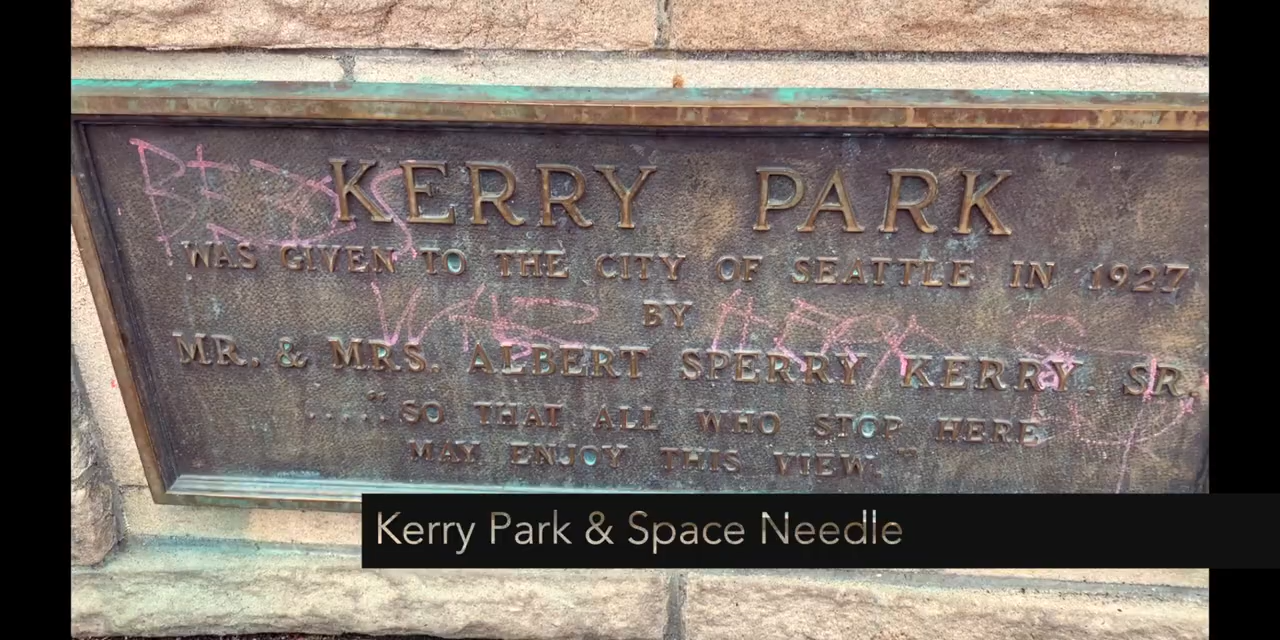 KERRY PARK
WAS GIVEN TO THE CITY OF SEATTLE IN 1927
BY
MR. & MRS. ALBERT SPERRY KERRY, SR.
....."SO THAT ALL WHO STOP HERE
MAY ENJOY THIS VIEW."
Kerry Park & Space Needle